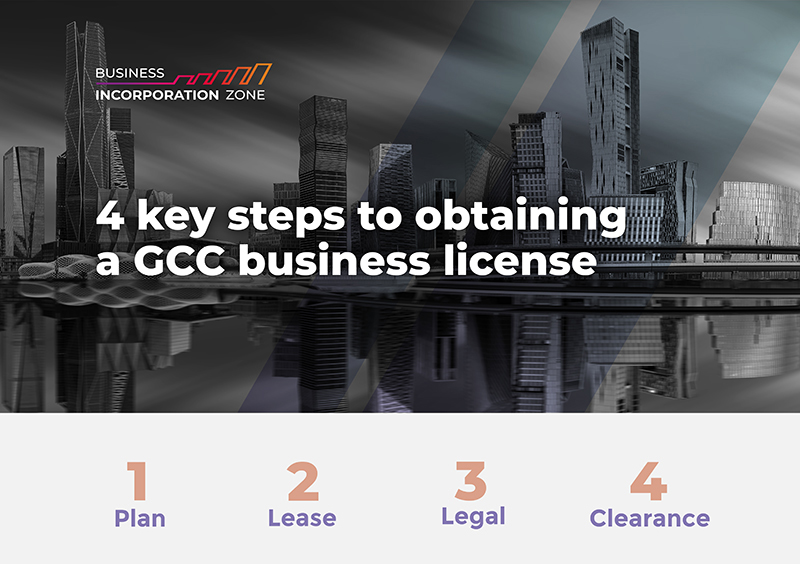 BUSINESS
INCORPORATION ZONE
4 key steps to obtaining
a GCC business license
1 2 3 4
Plan Lease Legal Clearance